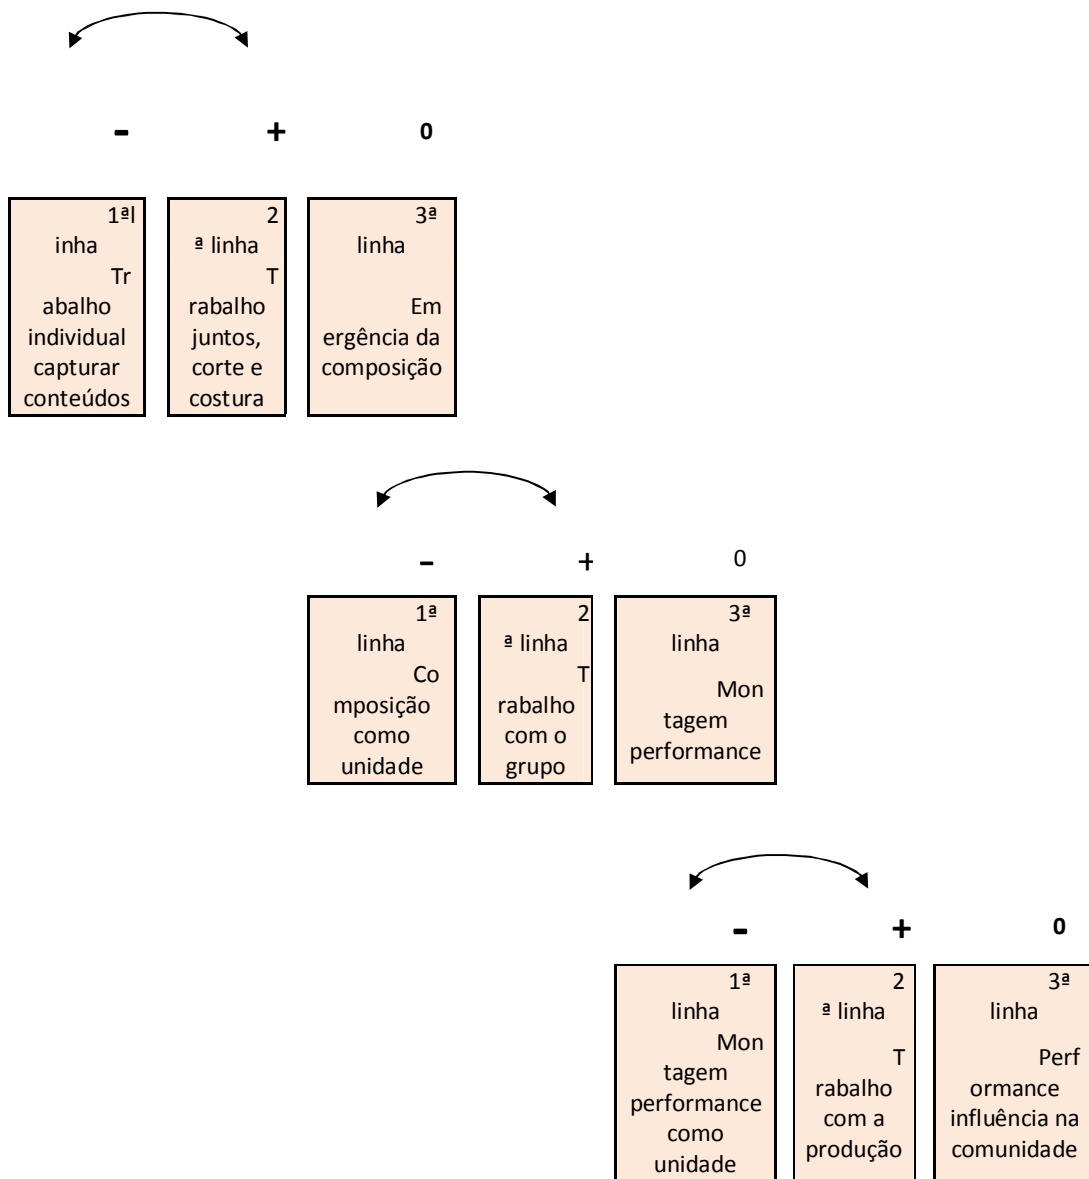 - + 0
1ªl
inha
Tr
abalho
individual
capturar
conteúdos
2
ª linha
T
rabalho
juntos,
corte e
costura
3ª
linha
Em
ergência da
composição
- + 0
1ª
linha
Co
mposição
como
unidade
2
ª linha
T
rabalho
com o
grupo
3ª
linha
Mon
tagem
performance
- + 0
1ª
linha
Mon
tagem
performance
como
unidade
2
ª linha
T
rabalho
com a
produção
3ª
linha
Perf
ormance
influência na
comunidade